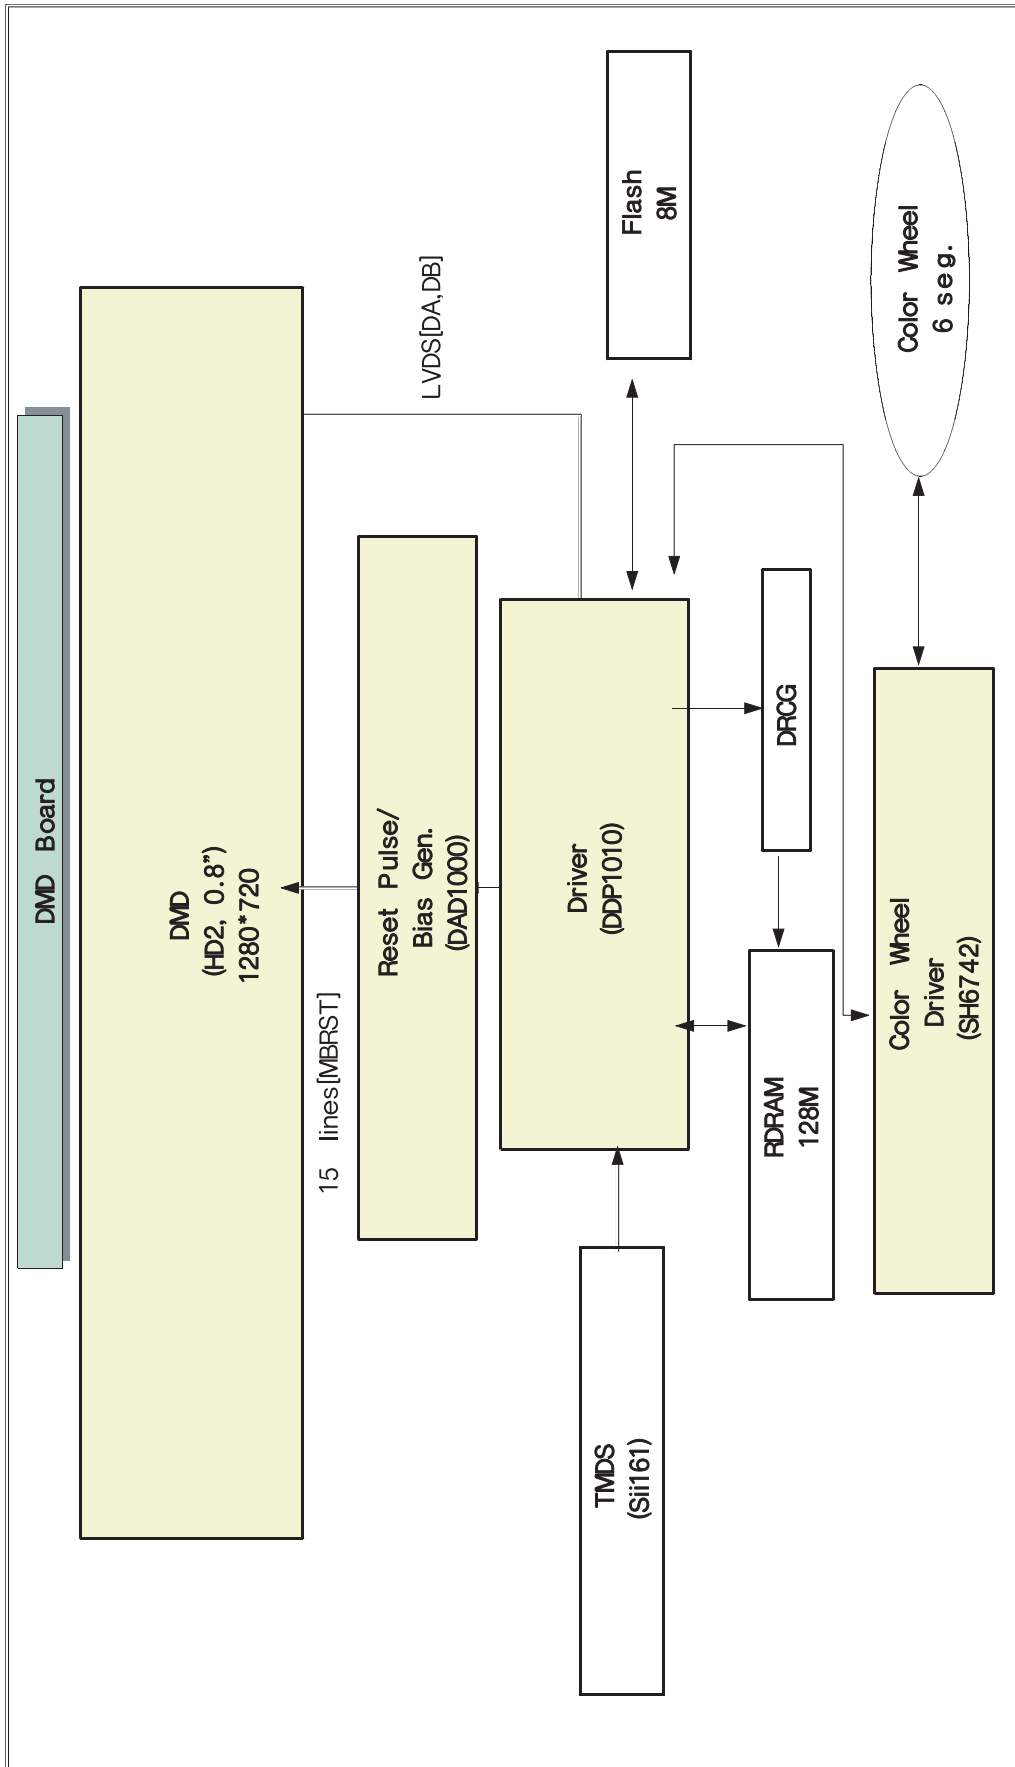 DMD Board
DMD
(HD2, 0.8”)
1280*720
LVDS[DA,DB]
15 lines[MBRST]
Reset Pulse/
Bias Gen.
(DAD1000)
Driver
(DDP1010)
Flash
8M
TMDS
(Sii161)
DRCG
RDRAM
128M
Color Wheel
Driver
(SH6742)
Color Wheel
6 seg.